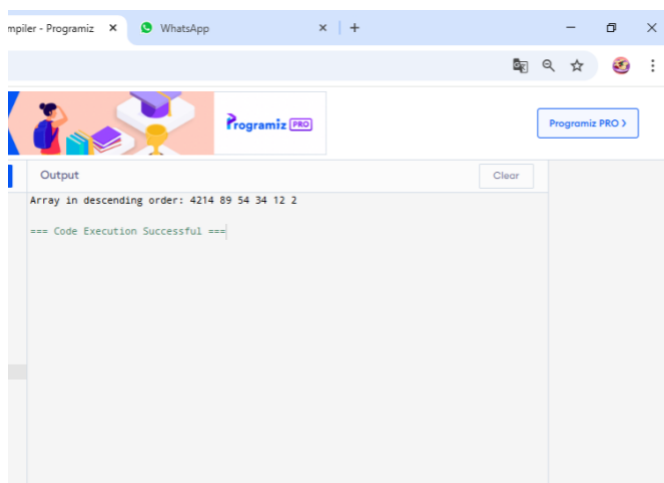 mpiler - Programiz
WhatsApp
Programiz PRO
Programiz PRO >
Output
Clear
Array in descending order: 4214 89 54 34 12 2
=== Code Execution Successful ===